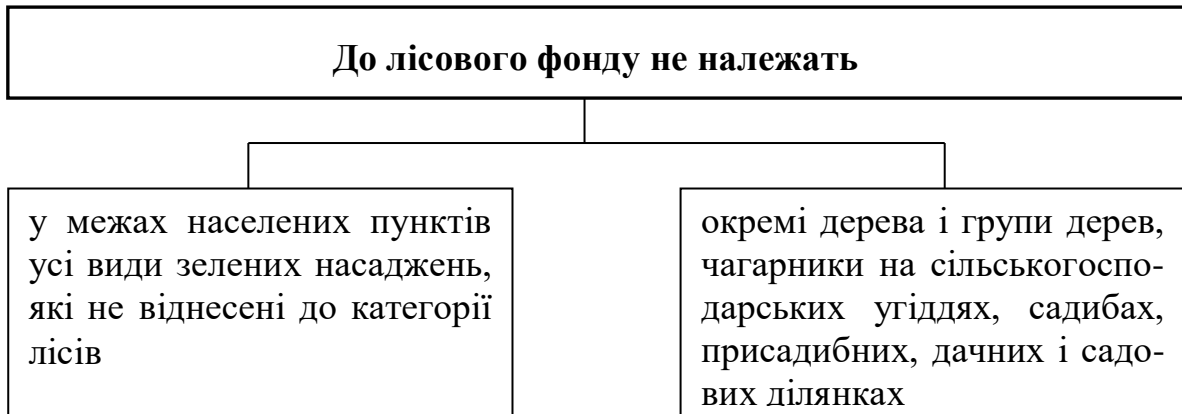 До лісового фонду не належать
у межах населених пунктів
усі види зелених насаджень,
які не віднесені до категорії
лісів
окремі дерева і групи дерев,
чагарники на сільськогоспо-
дарських угіддях, садибах,
присадибних, дачних і садо-
вих ділянках